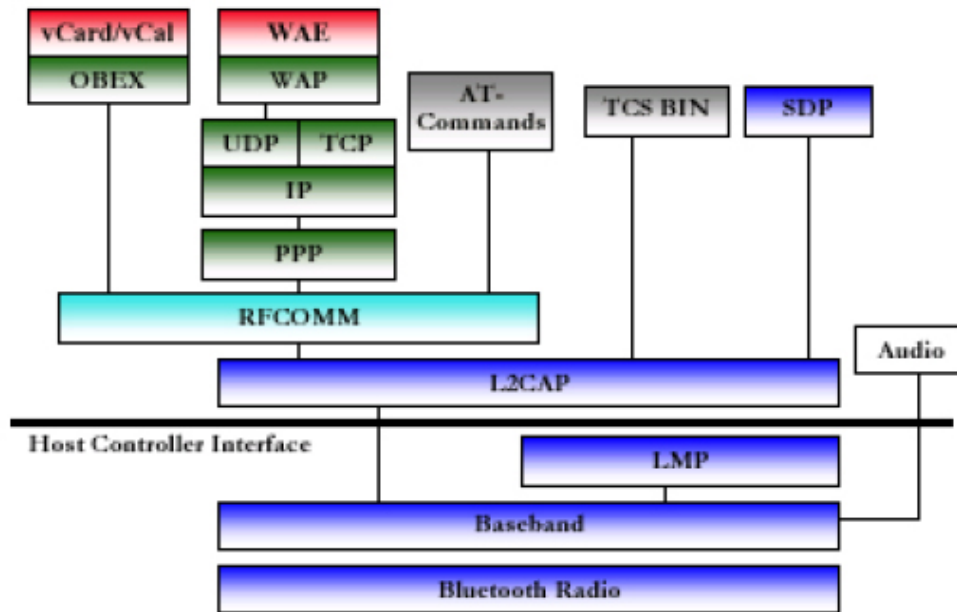 vCard/vCal
WAE
OBEX
WAP
AT-
Commands
TCS BIN
SDP
UDP
TCP
IP
PPP
RFCOMM
Audio
L2CAP
Host Controller Interface
LMP
Baseband
Bluetooth Radio